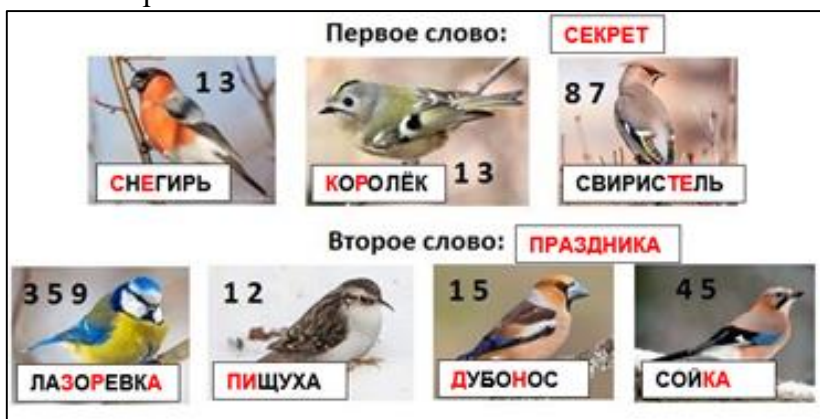 Первое слово: СЕКРЕТ
1 3
8 7
СНЕГИРЬ КОРОЛЁК 1 3 СВИРИСТЕЛЬ
Второе слово: ПРАЗДНИКА
3 5 9 1 2 1 5 4 5
ЛАЗОРЕВКА ПИЩУХА ДУБОНОС СОЙКА